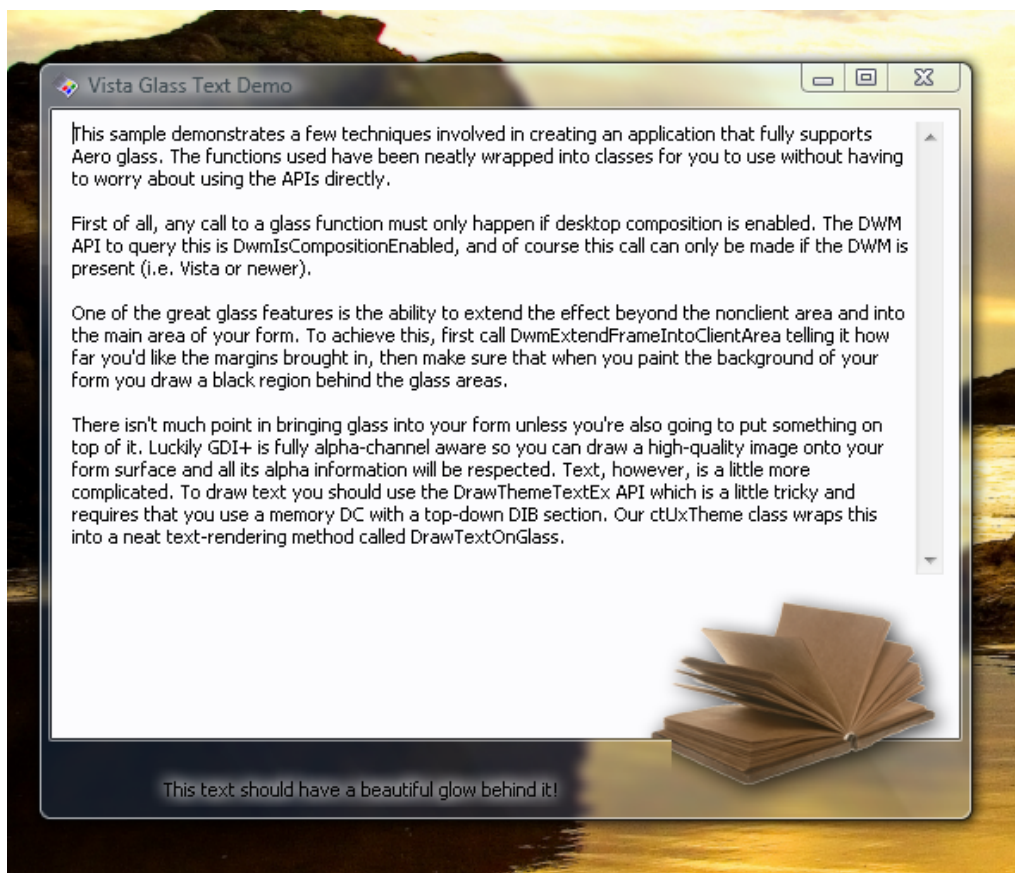 Vista Glass Text Demo
This sample demonstrates a few techniques involved in creating an application that fully supports
Aero glass. The functions used have been neatly wrapped into classes for you to use without having
to worry about using the APIs directly.
First of all, any call to a glass function must only happen if desktop composition is enabled. The DWM
API to query this is DwmIsCompositionEnabled, and of course this call can only be made if the DWM is
present (i.e. Vista or newer).
One of the great glass features is the ability to extend the effect beyond the nonclient area and into
the main area of your form. To achieve this, first call DwmExtendFrameIntoClientArea telling it how
far you'd like the margins brought in, then make sure that when you paint the background of your
form you draw a black region behind the glass areas.
There isn't much point in bringing glass into your form unless you're also going to put something on
top of it. Luckily GDI+ is fully alpha-channel aware so you can draw a high-quality image onto your
form surface and all its alpha information will be respected. Text, however, is a little more
complicated. To draw text you should use the DrawThemeTextEx API which is a little tricky and
requires that you use a memory DC with a top-down DIB section. Our ctUxTheme class wraps this
into a neat text-rendering method called DrawTextOnGlass.
This text should have a beautiful glow behind it!